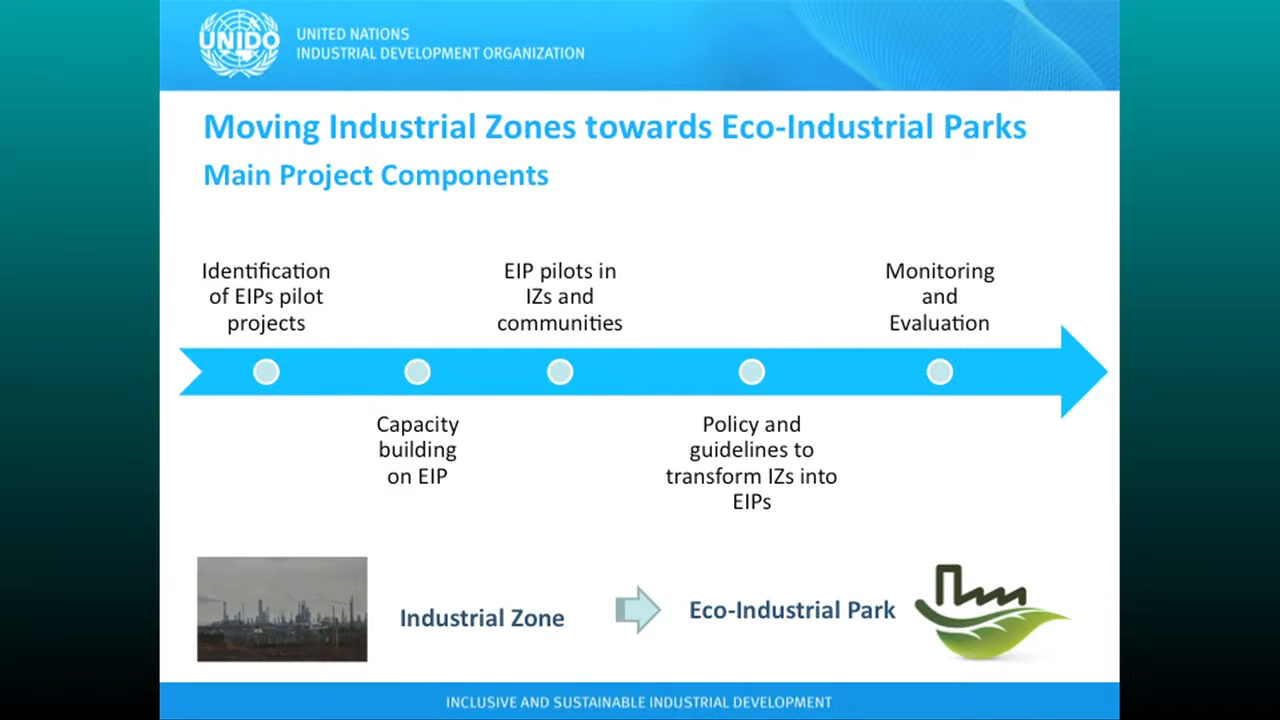 UNIDO
UNITED NATIONS
INDUSTRIAL DEVELOPMENT ORGANIZATION
Moving Industrial Zones towards Eco-Industrial Parks
Main Project Components
Identification
of EIPs pilot
projects
EIP pilots in
IZs and
communities
Monitoring
and
Evaluation
Capacity
building
on EIP
Policy and
guidelines to
transform IZs into
EIPs
Industrial Zone
Eco-Industrial Park
INCLUSIVE AND SUSTAINABLE INDUSTRIAL DEVELOPMENT